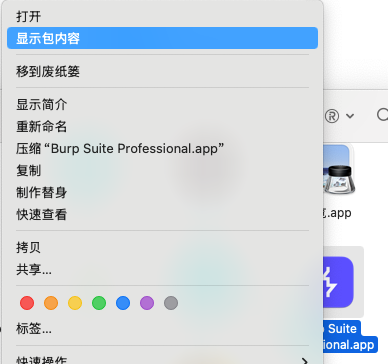 打开
显示包内容
移到废纸篓
显示简介
重新命名
压缩“Burp Suite Professional.app”
复制
制作替身
快速查看
拷贝
共享...
标签...
快速操作
®
.app
Suite
ional.app